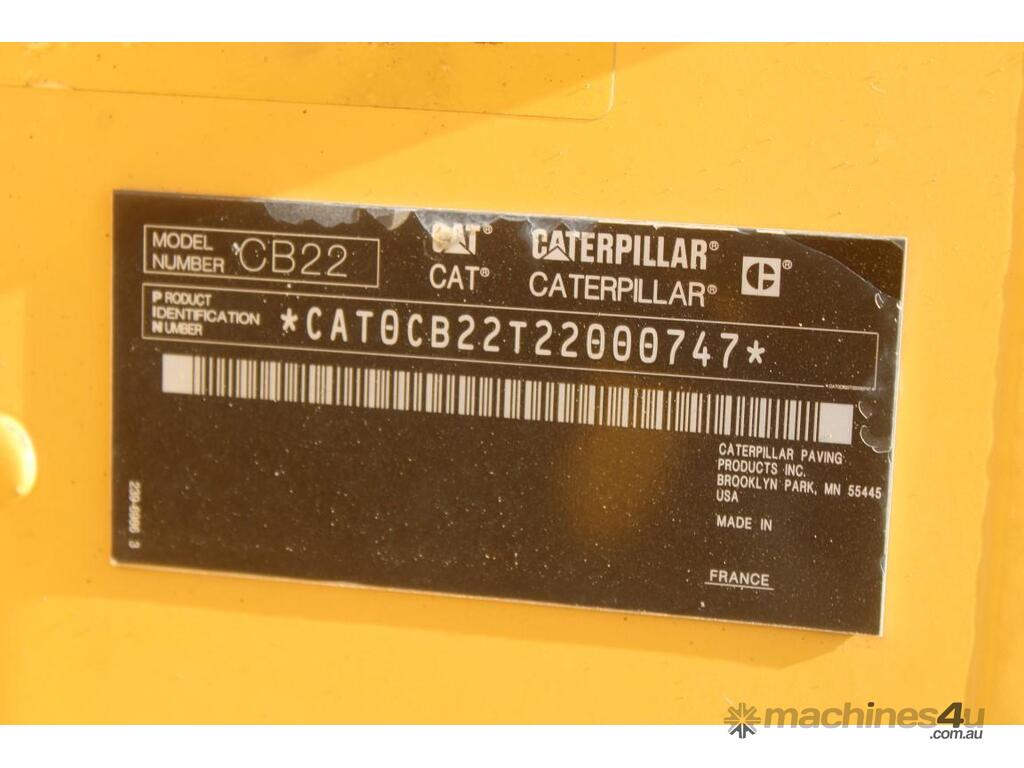 MODEL NUMBER CB22
CAT® CATERPILLAR®
CAT® CATERPILLAR®
PRODUCT
IDENTIFICATION
NUMBER
*CAT0CB22T22000747*
CATERPILLAR PAVING
PRODUCTS INC.
BROOKLYN PARK, MN 55445
USA
MADE IN
FRANCE
machines4u
.com.au